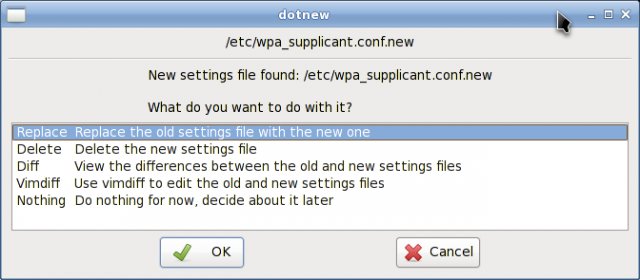 dotnew
/etc/wpa_supplicant.conf.new
New settings file found: /etc/wpa_supplicant.conf.new
What do you want to do with it?
Replace Replace the old settings file with the new one
Delete Delete the new settings file
Diff View the differences between the old and new settings files
Vimdiff Use vimdiff to edit the old and new settings files
Nothing Do nothing for now, decide about it later
OK Cancel